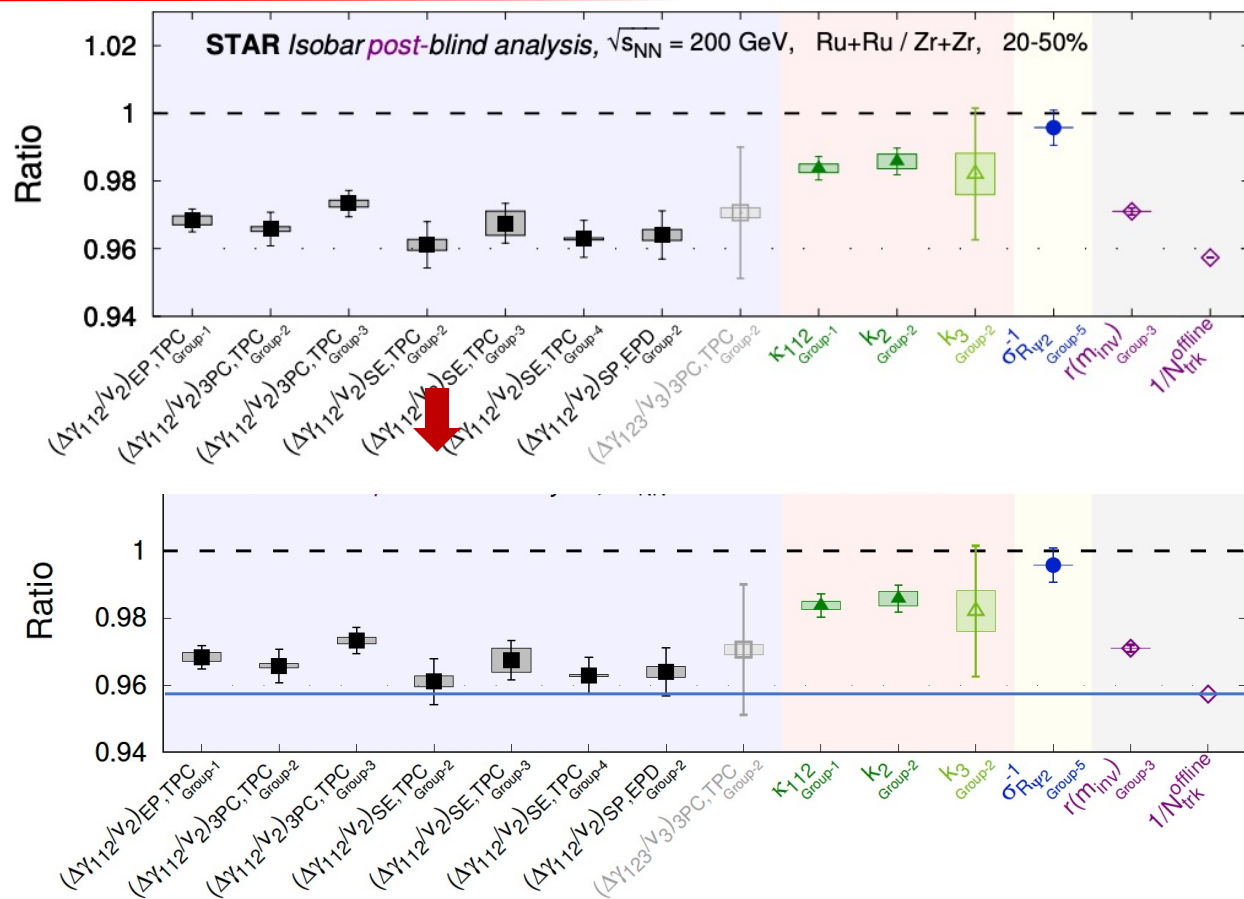 STAR Isobar post-blind analysis, √sNN = 200 GeV, Ru+Ru / Zr+Zr, 20-50%
Ratio
1.02
1
0.98
0.96
0.94
(Δγ112/v2)EP,TPC Group-1
(Δγ112/v2)3PC,TPC Group-2
(Δγ112/v2)3PC,TPC Group-3
(Δγ112/v2)SE,TPC Group-2
(Δγ112/v2)SE,TPC Group-3
(Δγ112/v2)SE,TPC Group-4
(Δγ112/v2)SP,EPD Group-2
(Δγ123/v3)3PC,TPC Group-2
κ112 Group-1
k2 Group-2
k3 Group-2
σ-1RΨ2 Group-5
r(minv) Group-3
1/Nofflinetrk
NN
Ratio
1
0.98
0.96
0.94
(Δγ112/v2)EP,TPC Group-1
(Δγ112/v2)3PC,TPC Group-2
(Δγ112/v2)3PC,TPC Group-3
(Δγ112/v2)SE,TPC Group-2
(Δγ112/v2)SE,TPC Group-3
(Δγ112/v2)SE,TPC Group-4
(Δγ112/v2)SP,EPD Group-2
(Δγ123/v3)3PC,TPC Group-2
κ112 Group-1
k2 Group-2
k3 Group-2
σ-1RΨ2 Group-5
r(minv) Group-3
1/Nofflinetrk